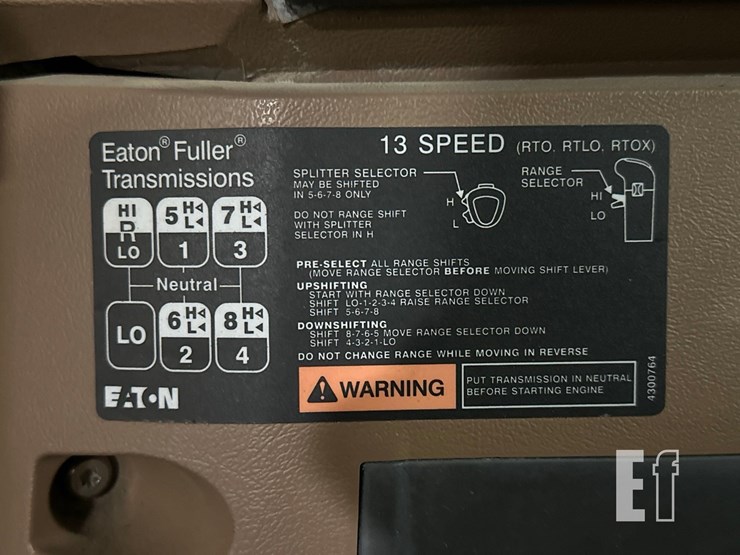 Eaton® Fuller®
Transmissions
13 SPEED (RTO, RTLO, RTOX)
HI
R
LO
5 H◁
L◀
1
7 H◁
L◀
3
Neutral
LO
6 H◁
L◀
2
8 H◁
L◀
4
EATON
SPLITTER SELECTOR
MAY BE SHIFTED
IN 5-6-7-8 ONLY
H
L
DO NOT RANGE SHIFT
WITH SPLITTER
SELECTOR IN H
RANGE
SELECTOR
HI
LO
PRE-SELECT ALL RANGE SHIFTS
(MOVE RANGE SELECTOR BEFORE MOVING SHIFT LEVER)
UPSHIFTING
START WITH RANGE SELECTOR DOWN
SHIFT LO-1-2-3-4 RAISE RANGE SELECTOR
SHIFT 5-6-7-8
DOWNSHIFTING
SHIFT 8-7-6-5 MOVE RANGE SELECTOR DOWN
SHIFT 4-3-2-1-LO
DO NOT CHANGE RANGE WHILE MOVING IN REVERSE
WARNING
PUT TRANSMISSION IN NEUTRAL
BEFORE STARTING ENGINE
4300764
Ef